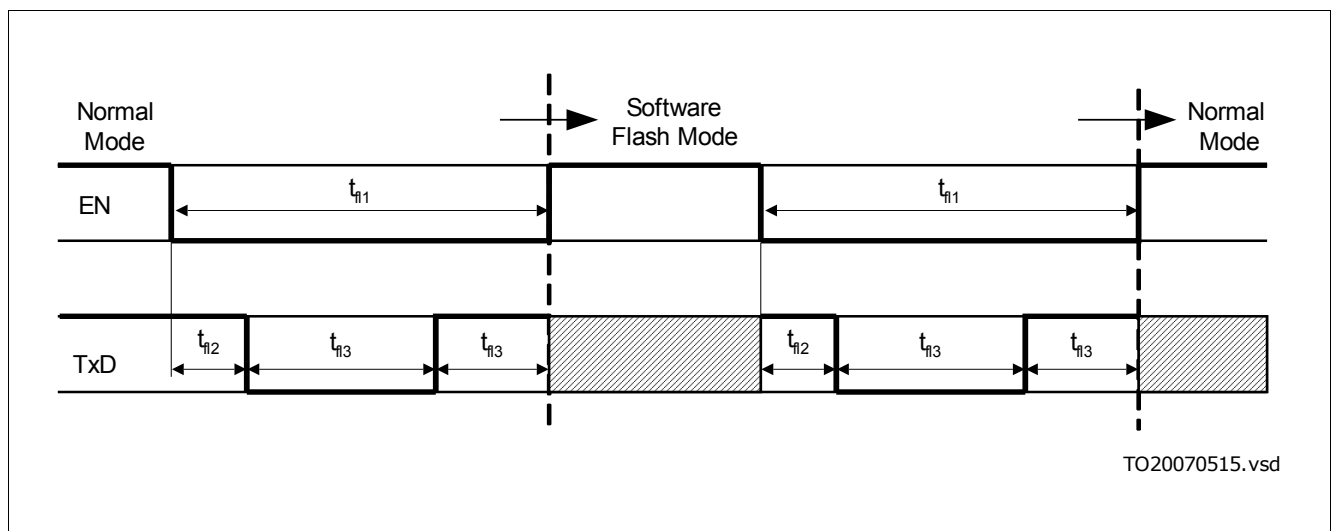 Normal
Mode
Software
Flash Mode
Normal
Mode
EN
tfl1
tfl1
TxD
tfl2
tfl3
tfl3
tfl2
tfl3
tfl3
TO20070515.vsd